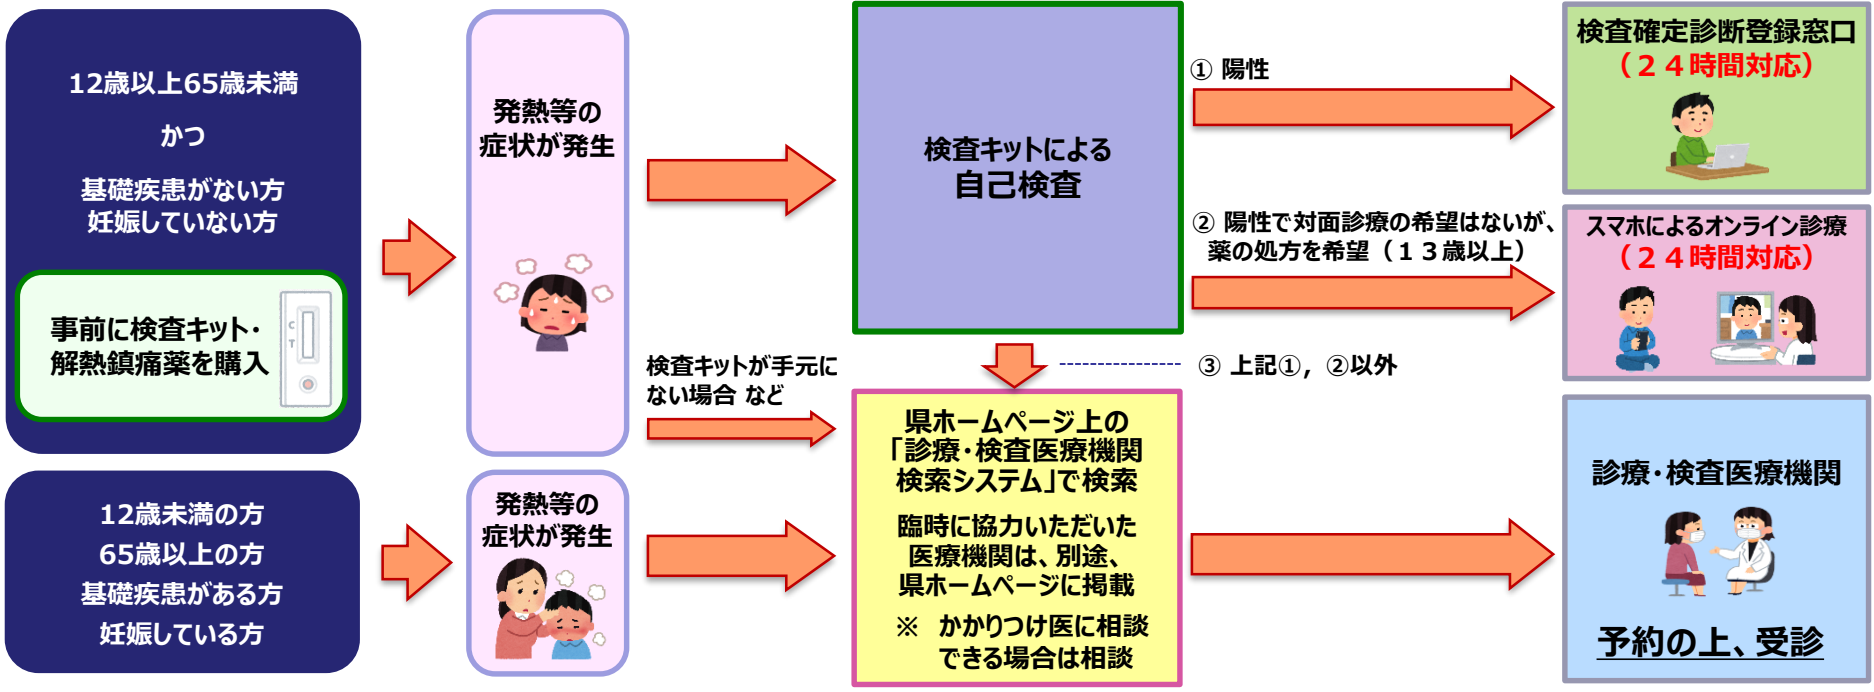 12歳以上65歳未満
かつ
基礎疾患がない方
妊娠していない方
事前に検査キット・
解熱鎮痛薬を購入
C
T
発熱等の
症状が発生
検査キットによる
自己検査
① 陽性
検査確定診断登録窓口
（２４時間対応）
② 陽性で対面診療の希望はないが、
薬の処方を希望（１３歳以上）
スマホによるオンライン診療
（２４時間対応）
検査キットが手元に
ない場合 など
③ 上記①，②以外
12歳未満の方
65歳以上の方
基礎疾患がある方
妊娠している方
発熱等の
症状が発生
県ホームページ上の
「診療・検査医療機関
検索システム」で検索
臨時に協力いただいた
医療機関は、別途、
県ホームページに掲載
※ かかりつけ医に相談
できる場合は相談
診療・検査医療機関
予約の上、受診